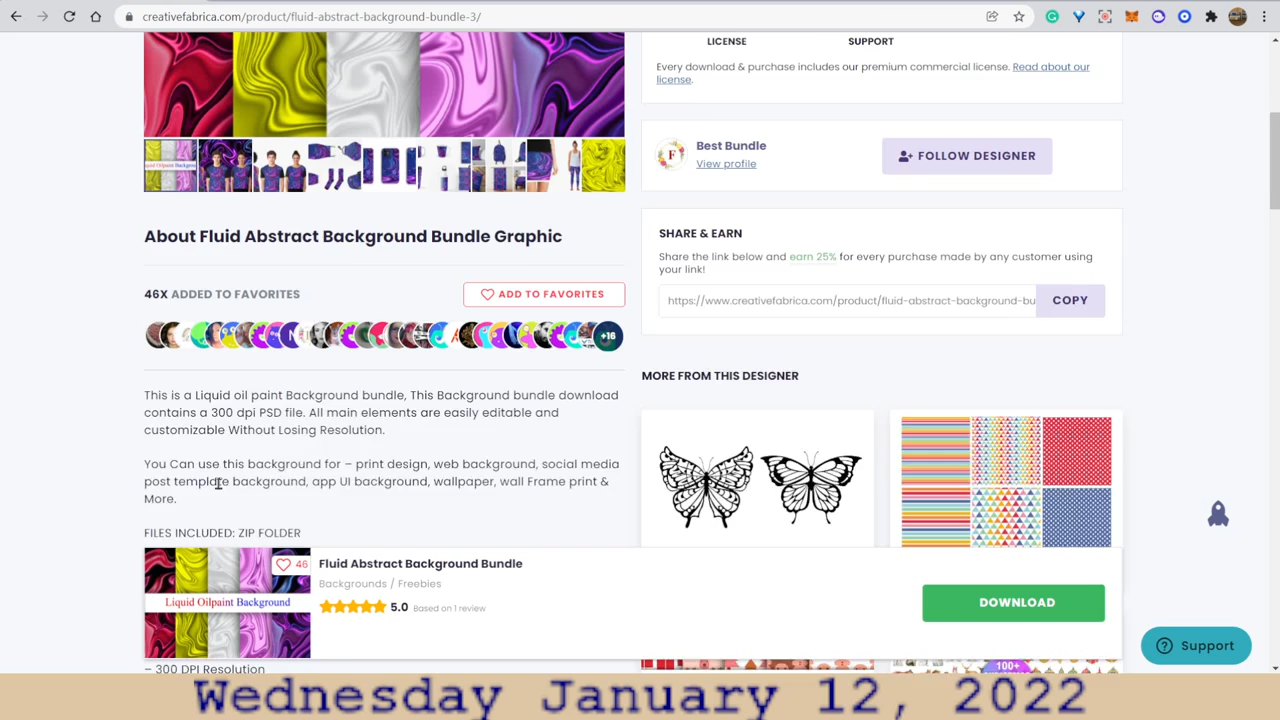 creativefabrica.com/product/fluid-abstract-background-bundle-3/
LICENSE
SUPPORT
Every download & purchase includes our premium commercial license. Read about our
license.
Best Bundle
View profile
FOLLOW DESIGNER
About Fluid Abstract Background Bundle Graphic
46X ADDED TO FAVORITES
ADD TO FAVORITES
+16
This is a Liquid oil paint Background bundle, This Background bundle download
contains a 300 dpi PSD file. All main elements are easily editable and
customizable Without Losing Resolution.
You Can use this background for – print design, web background, social media
post template background, app UI background, wallpaper, wall Frame print &
More.
FILES INCLUDED: ZIP FOLDER
SHARE & EARN
Share the link below and earn 25% for every purchase made by any customer using
your link!
https://www.creativefabrica.com/product/fluid-abstract-background-bu
COPY
MORE FROM THIS DESIGNER
46
Liquid Oilpaint Background
Fluid Abstract Background Bundle
Backgrounds / Freebies
5.0 Based on 1 review
DOWNLOAD
Support
– 300 DPI Resolution
100+
Wednesday January 12, 2022